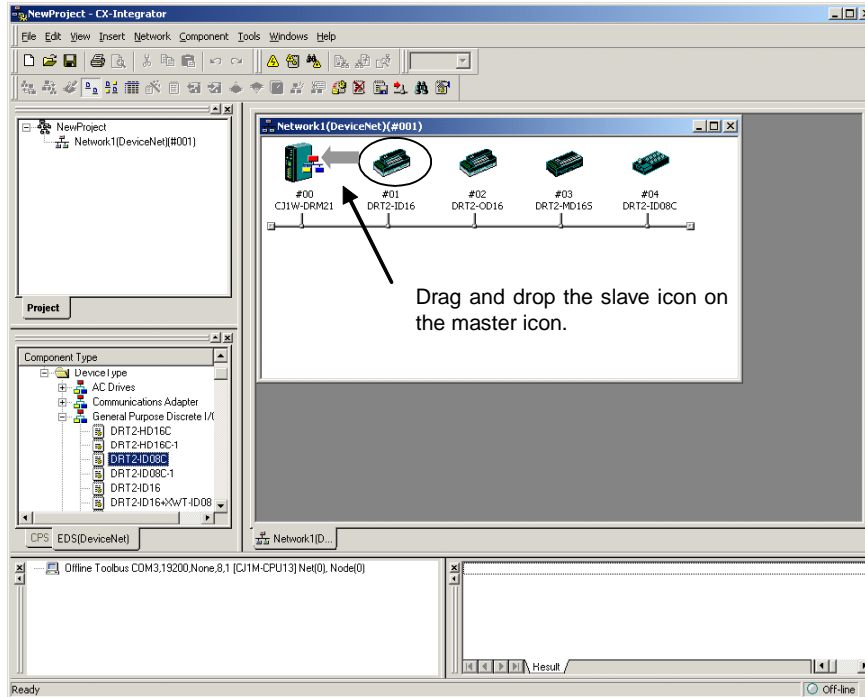 NewProject - CX-Integrator
File Edit View Insert Network Component Tools Windows Help
NewProject
Network1(DeviceNet)(#001)
Project
Network1(DeviceNet)(#001)
#00
CJ1W-DRM21
#01
DRT2-ID16
#02
DRT2-OD16
#03
DRT2-MD16S
#04
DRT2-ID08C
Drag and drop the slave icon on
the master icon.
Component Type
DeviceType
AC Drives
Communications Adapter
General Purpose Discrete I/(
DRT2-HD16C
DRT2-HD16C-1
DRT2-ID08C
DRT2-ID08C-1
DRT2-ID16
DRT2-ID16+XWT-ID08
CPS EDS(DeviceNet)
Network1(D...
Offline Toolbus COM3,19200,None,8,1 [CJ1M-CPU13] Net(0), Node(0)
Result
Ready
Off-line